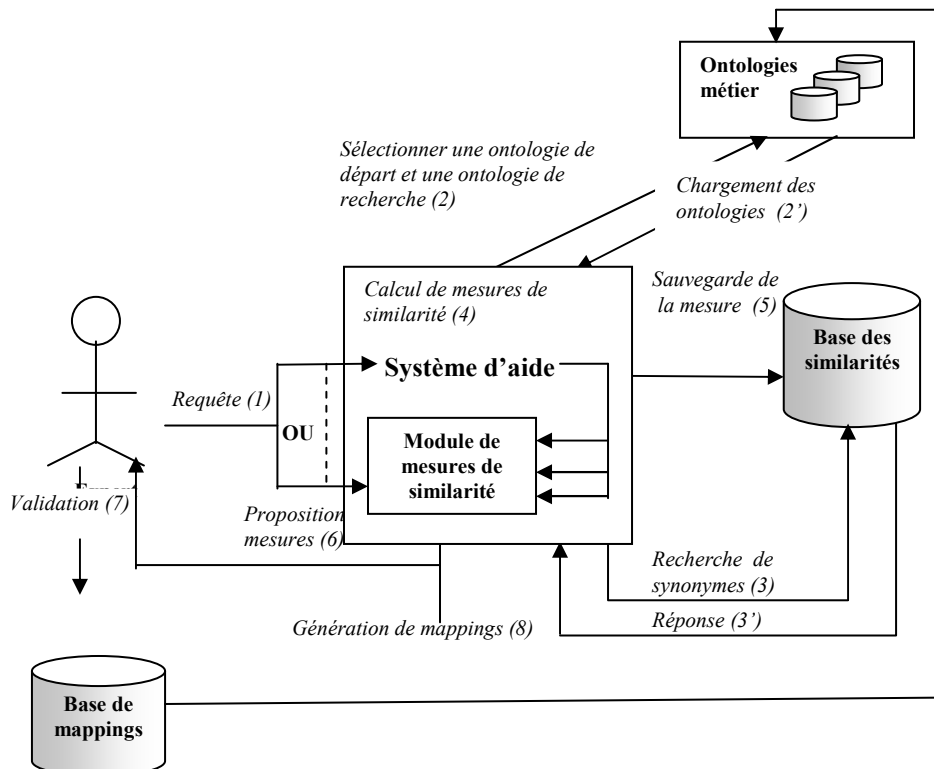 Ontologies
métier
Sélectionner une ontologie de
départ et une ontologie de
recherche (2)
Chargement des
ontologies (2’)
Calcul de mesures de
similarité (4)
Sauvegarde de
la mesure (5)
Base des
similarités
Système d’aide
Requête (1)
OU
Module de
mesures de
similarité
Validation (7)
Proposition
mesures (6)
Recherche de
synonymes (3)
Réponse (3’)
Génération de mappings (8)
Base de
mappings